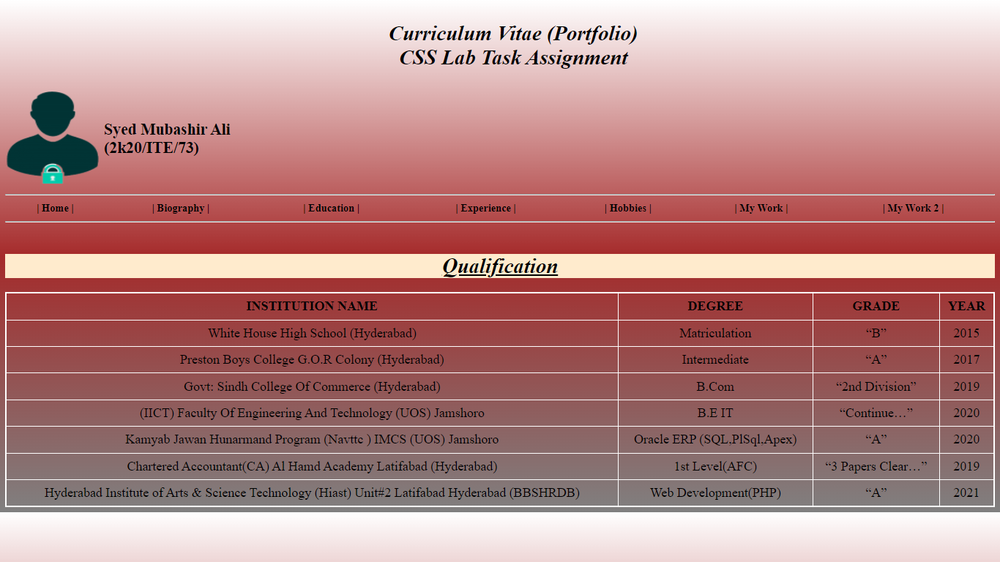 Curriculum Vitae (Portfolio)
CSS Lab Task Assignment
Syed Mubashir Ali
(2k20/ITE/73)
| Home | | Biography | | Education | | Experience | | Hobbies | | My Work | | My Work 2 |
Qualification
INSTITUTION NAME DEGREE GRADE YEAR
White House High School (Hyderabad) Matriculation “B” 2015
Preston Boys College G.O.R Colony (Hyderabad) Intermediate “A” 2017
Govt: Sindh College Of Commerce (Hyderabad) B.Com “2nd Division” 2019
(IICT) Faculty Of Engineering And Technology (UOS) Jamshoro B.E IT “Continue…” 2020
Kamyab Jawan Hunarmand Program (Navttc ) IMCS (UOS) Jamshoro Oracle ERP (SQL,PlSql,Apex) “A” 2020
Chartered Accountant(CA) Al Hamd Academy Latifabad (Hyderabad) 1st Level(AFC) “3 Papers Clear…” 2019
Hyderabad Institute of Arts & Science Technology (Hiast) Unit#2 Latifabad Hyderabad (BBSHRDB) Web Development(PHP) “A” 2021